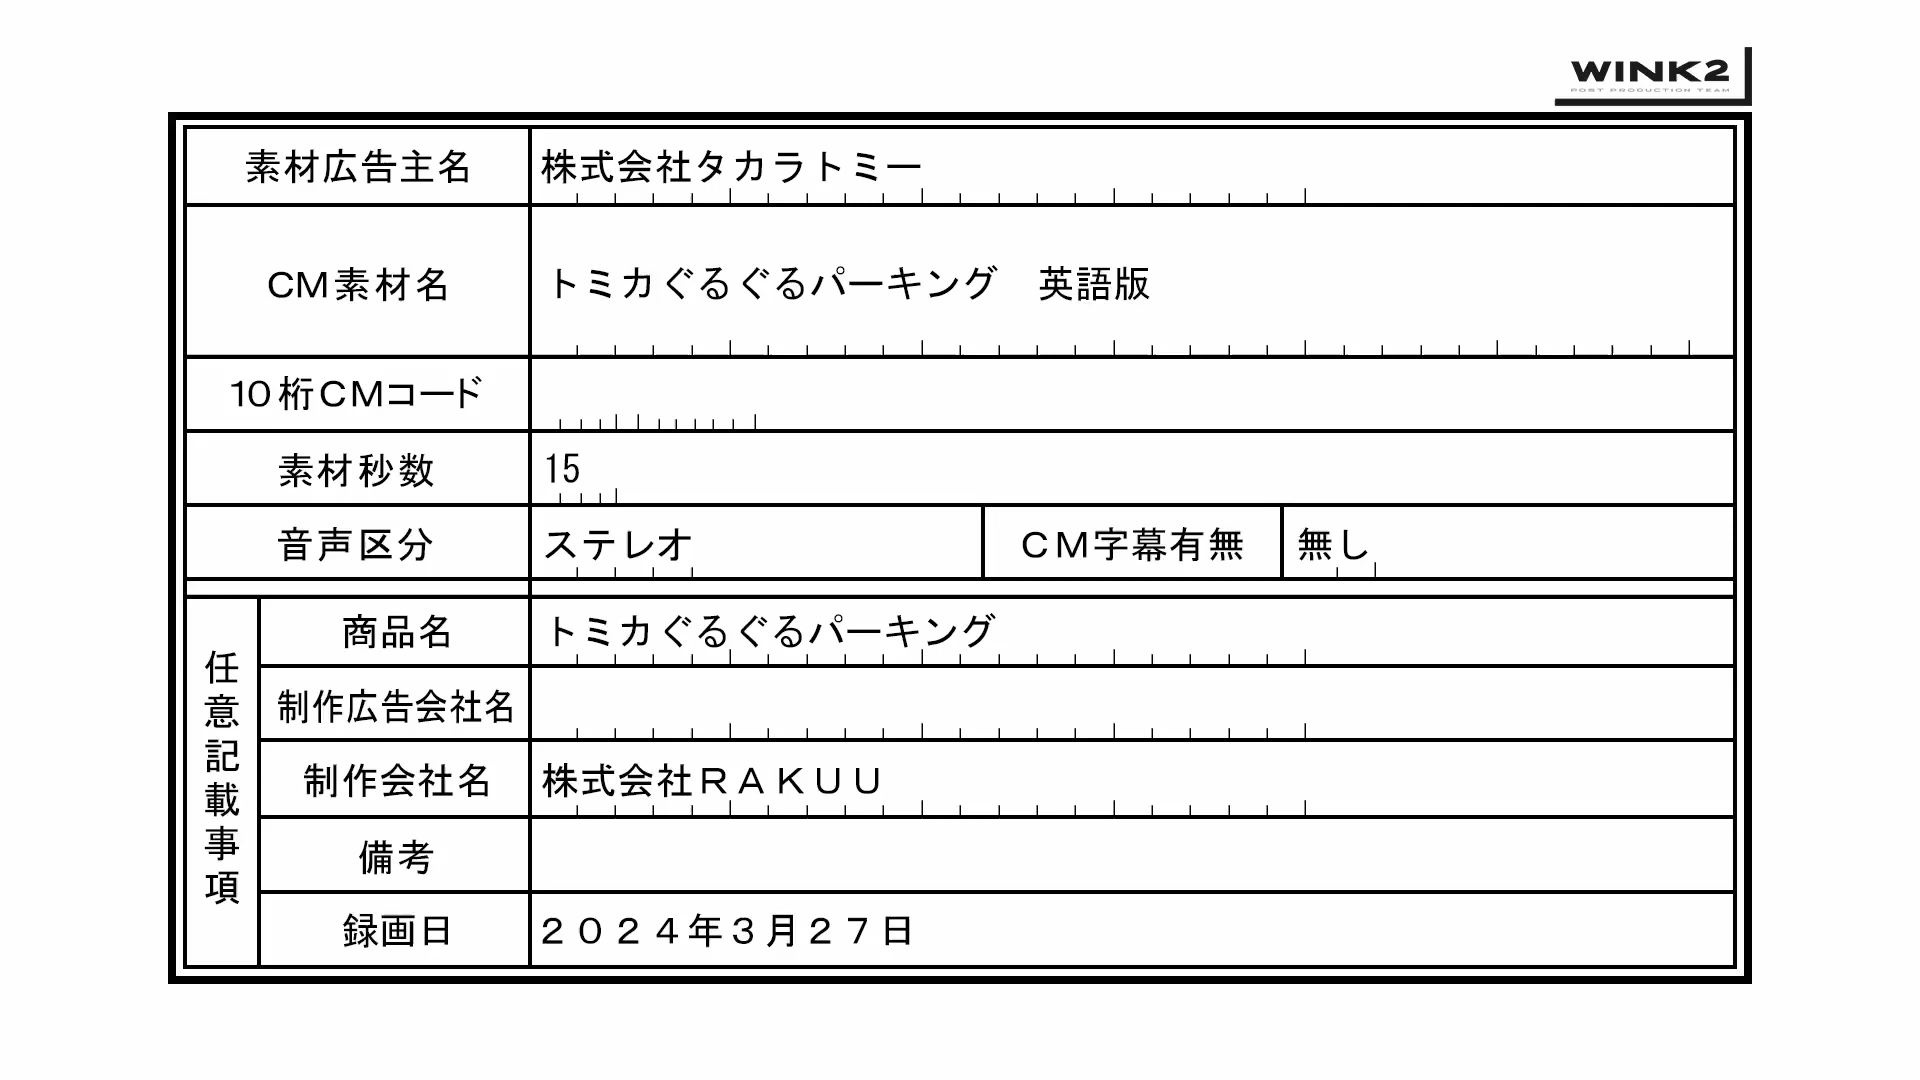 WINK2
POST PRODUCTION TEAM
素材広告主名 株式会社タカラトミー
CM素材名 トミカぐるぐるパーキング　英語版
10桁CMコード
素材秒数 15
音声区分 ステレオ CM字幕有無 無し
任意記載事項
商品名 トミカぐるぐるパーキング
制作広告会社名
制作会社名 株式会社ＲＡＫＵＵ
備考
録画日 ２０２４年３月２７日